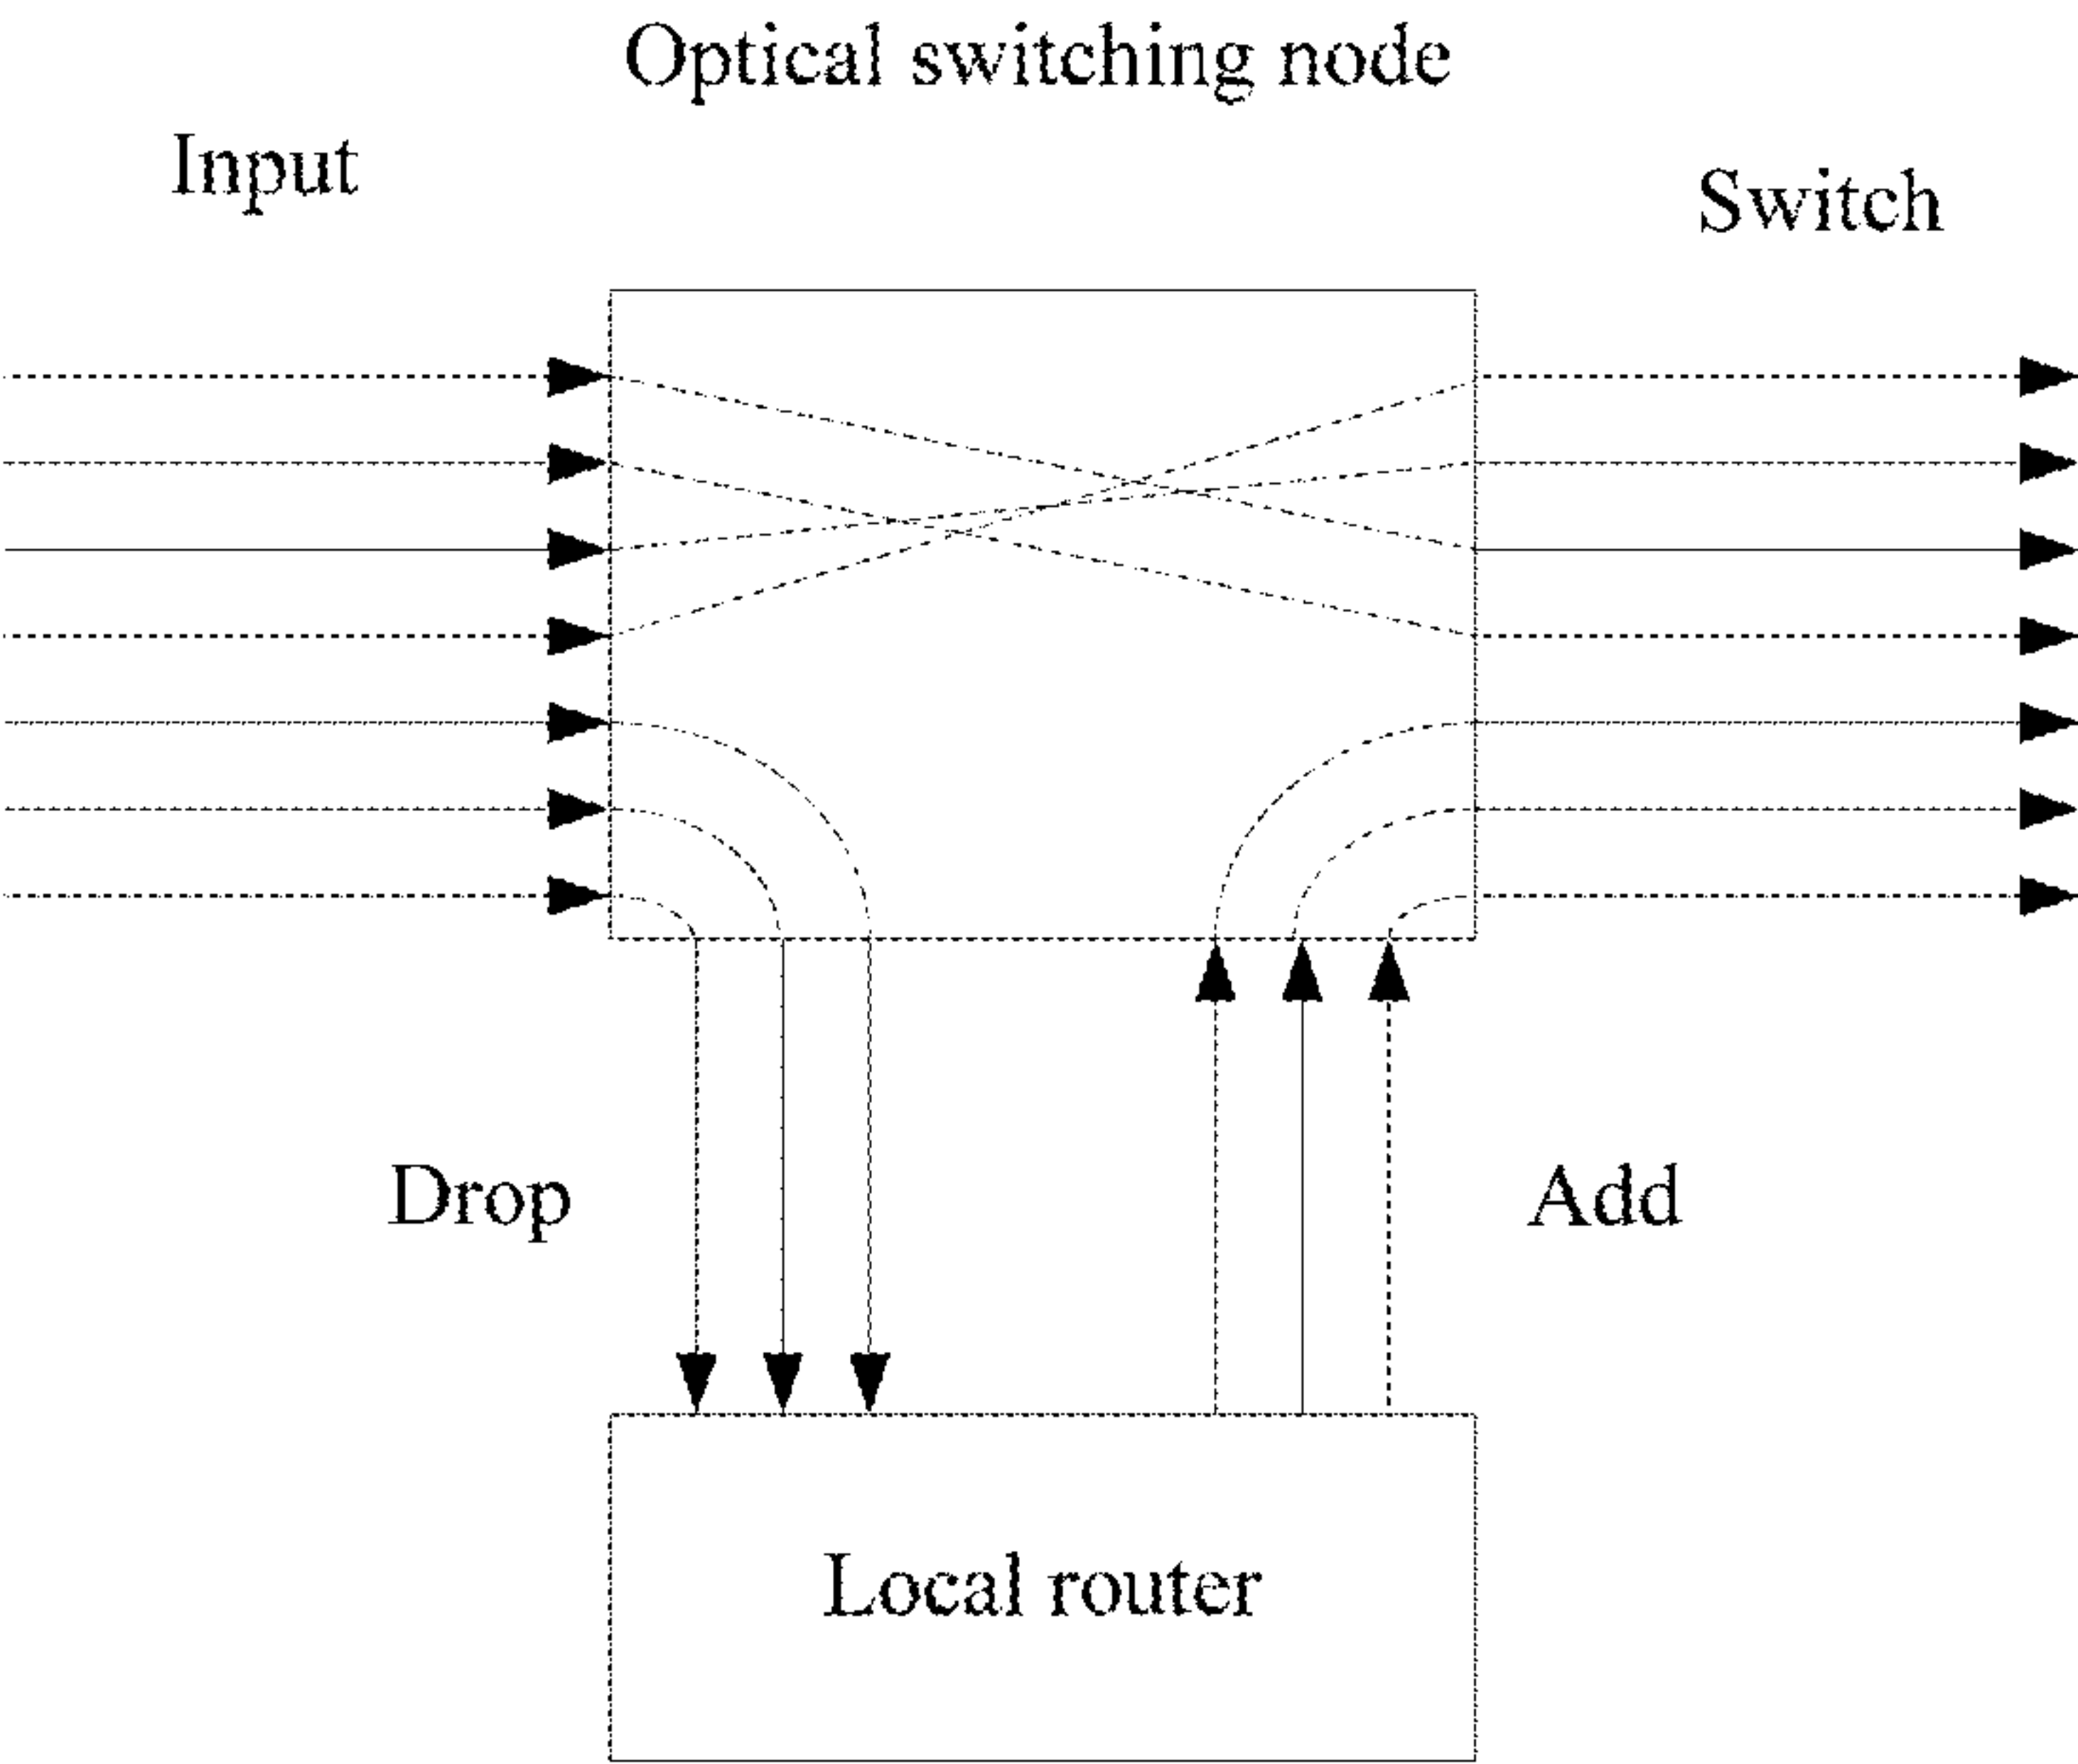 Optical switching node
Input
Switch
Drop
Add
Local router